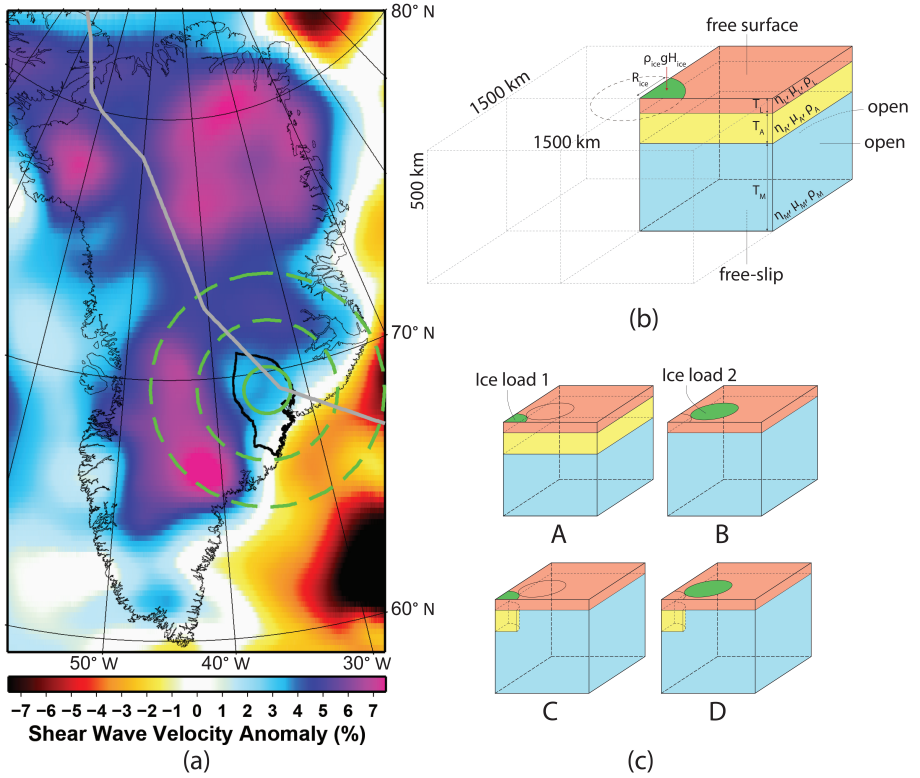 80° N
70° N
60° N
50° W
40° W
30° W
−7 −6 −5 −4 −3 −2 −1 0 1 2 3 4 5 6 7
Shear Wave Velocity Anomaly (%)
(a)
free surface
ρicegHice
Rice
1500 km
1500 km
500 km
TL
TA
TM
ηL, μL, ρL
ηA, μA, ρA
ηM, μM, ρM
open
open
free-slip
(b)
Ice load 1
Ice load 2
A
B
C
D
(c)